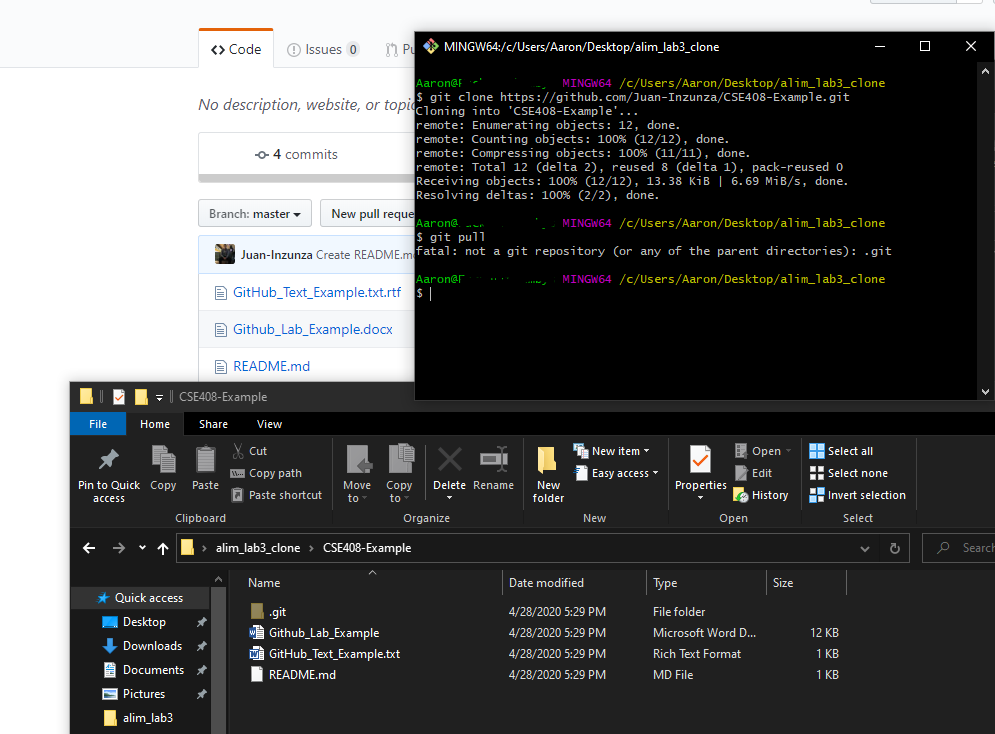 Code
Issues 0
No description, website, or
4 commits
Branch: master
New pull
Juan-Inzunza Create
GitHub_Text_Example.txt.rtf
Github_Lab_Example.docx
README.md
MINGW64:/c/Users/Aaron/Desktop/alim_lab3_clone
MINGW64 /c/Users/Aaron/Desktop/alim_lab3_clone
$ git clone https://github.com/Juan-Inzunza/CSE408-Example.git
Cloning into 'CSE408-Example'...
remote: Enumerating objects: 12, done.
remote: Counting objects: 100% (12/12), done.
remote: Compressing objects: 100% (11/11), done.
remote: Total 12 (delta 2), reused 8 (delta 1), pack-reused 0
Receiving objects: 100% (12/12), 13.38 KiB | 6.69 MiB/s, done.
Resolving deltas: 100% (2/2), done.
Aaron@ MINGW64 /c/Users/Aaron/Desktop/alim_lab3_clone
$ git pull
fatal: not a git repository (or any of the parent directories): .git
MINGW64 /c/Users/Aaron/Desktop/alim_lab3_clone
$
CSE408-Example
File Home Share View
Pin to Quick access
Copy
Paste
Cut
Copy path
Paste shortcut
Clipboard
Move to
Copy to
Delete
Rename
Organize
New folder
New item
Easy access
New
Properties
Open
Edit
History
Open
Select all
Select none
Invert selection
Select
alim_lab3_clone > CSE408-Example
Search
Quick access
Desktop
Downloads
Documents
Pictures
alim_lab3
Name Date modified Type Size
.git 4/28/2020 5:29 PM File folder
Github_Lab_Example 4/28/2020 5:29 PM Microsoft Word D... 12 KB
GitHub_Text_Example.txt 4/28/2020 5:29 PM Rich Text Format 1 KB
README.md 4/28/2020 5:29 PM MD File 1 KB